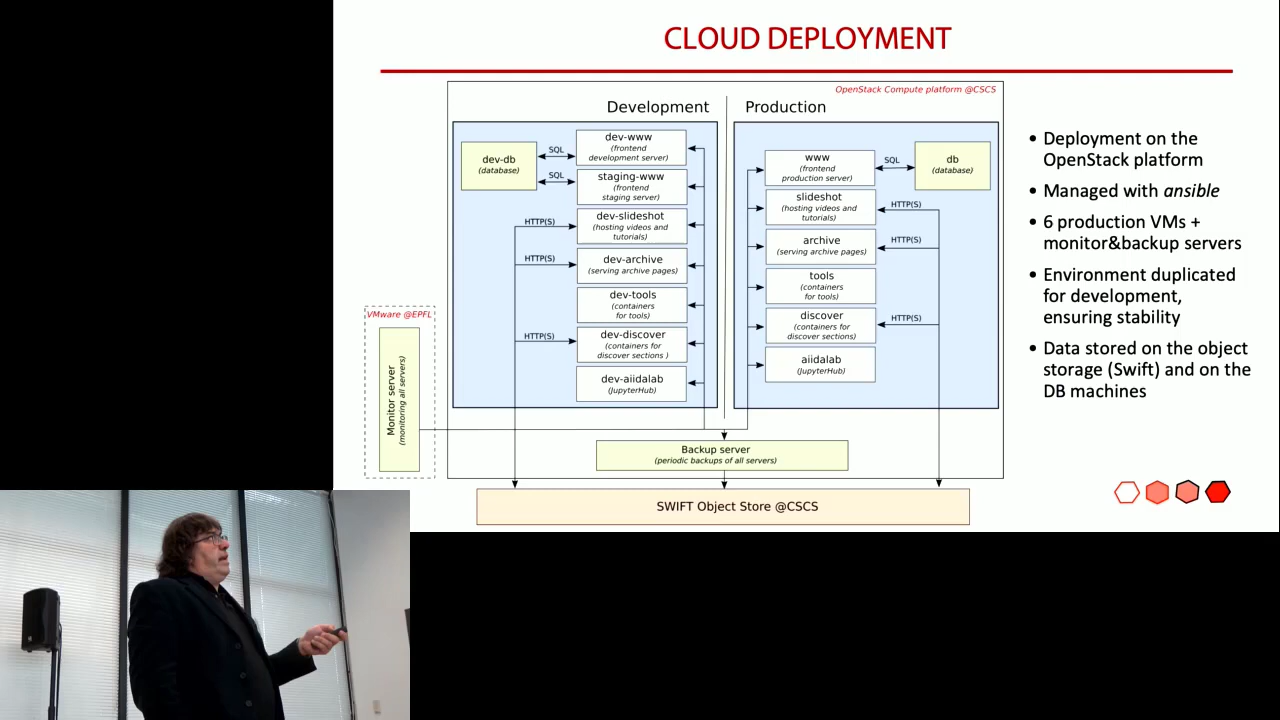 CLOUD DEPLOYMENT
OpenStack Compute platform @CSCS
Development
Production
dev-db
(database)
SQL
SQL
dev-www
(frontend
development server)
staging-www
(frontend
staging server)
HTTP(S)
dev-slideshot
(hosting videos and
tutorials)
HTTP(S)
dev-archive
(serving archive pages)
dev-tools
(containers
for tools)
HTTP(S)
dev-discover
(containers for
discover sections )
dev-aiidalab
(JupyterHub)
www
(frontend
production server)
SQL
db
(database)
slideshot
(hosting videos and
tutorials)
HTTP(S)
archive
(serving archive pages)
HTTP(S)
tools
(containers
for tools)
discover
(containers for
discover sections)
HTTP(S)
aiidalab
(JupyterHub)
VMware @EPFL
Monitor server
(monitoring all servers)
Backup server
(periodic backups of all servers)
SWIFT Object Store @CSCS
• Deployment on the
OpenStack platform
• Managed with ansible
• 6 production VMs +
monitor&backup servers
• Environment duplicated
for development,
ensuring stability
• Data stored on the object
storage (Swift) and on the
DB machines